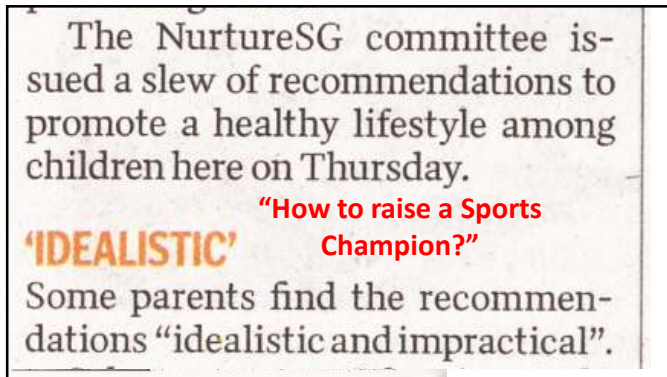 The NurtureSG committee is-
sued a slew of recommendations to
promote a healthy lifestyle among
children here on Thursday.
“How to raise a Sports
Champion?”
‘IDEALISTIC’
Some parents find the recommen-
dations “idealistic and impractical”.